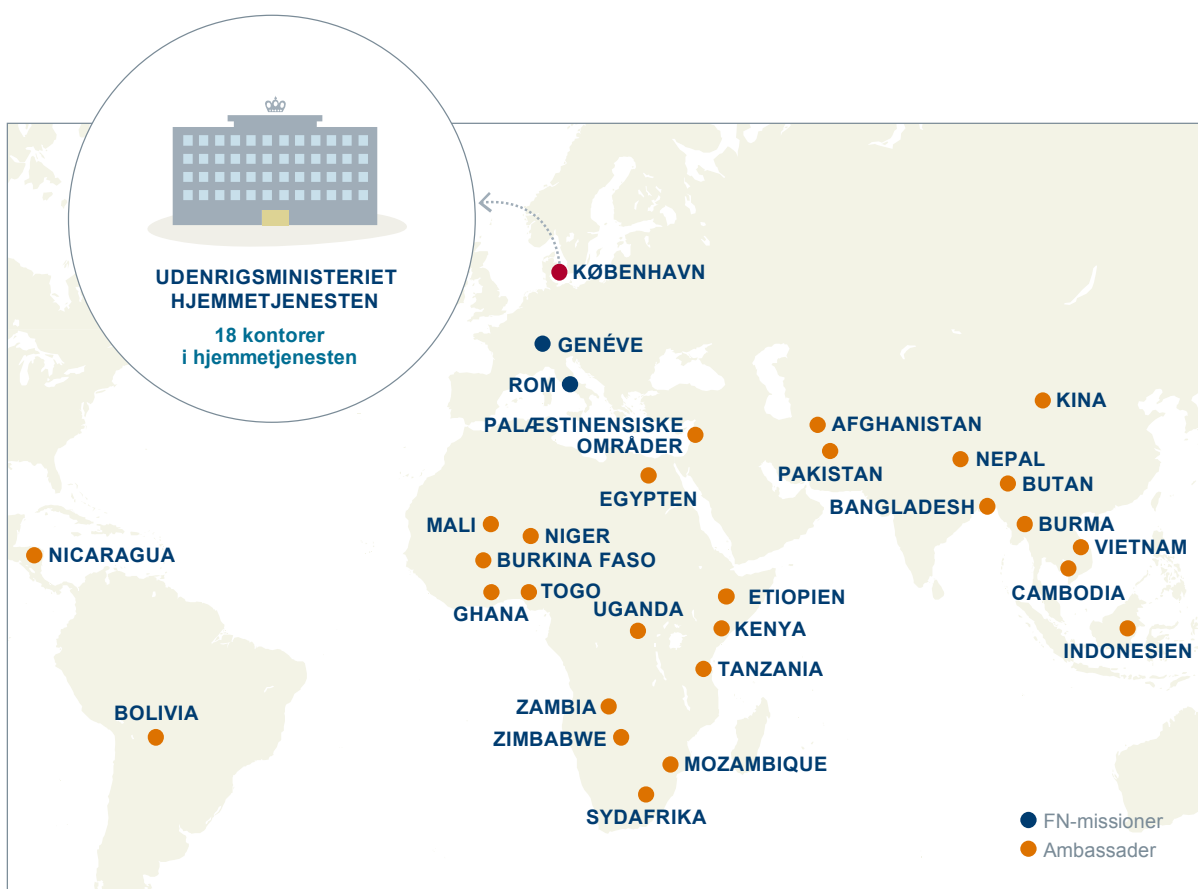 UDENRIGSMINISTERIET
HJEMMETJENESTEN
18 kontorer
i hjemmetjenesten
KØBENHAVN
GENÉVE
ROM
PALÆSTINENSISKE
OMRÅDER
EGYPTEN
AFGHANISTAN
PAKISTAN
KINA
NEPAL
BUTAN
BANGLADESH
BURMA
VIETNAM
CAMBODIA
INDONESIEN
MALI
NIGER
BURKINA FASO
GHANA
TOGO
UGANDA
ETIOPIEN
KENYA
TANZANIA
NICARAGUA
BOLIVIA
ZAMBIA
ZIMBABWE
MOZAMBIQUE
SYDAFRIKA
FN-missioner
Ambassader